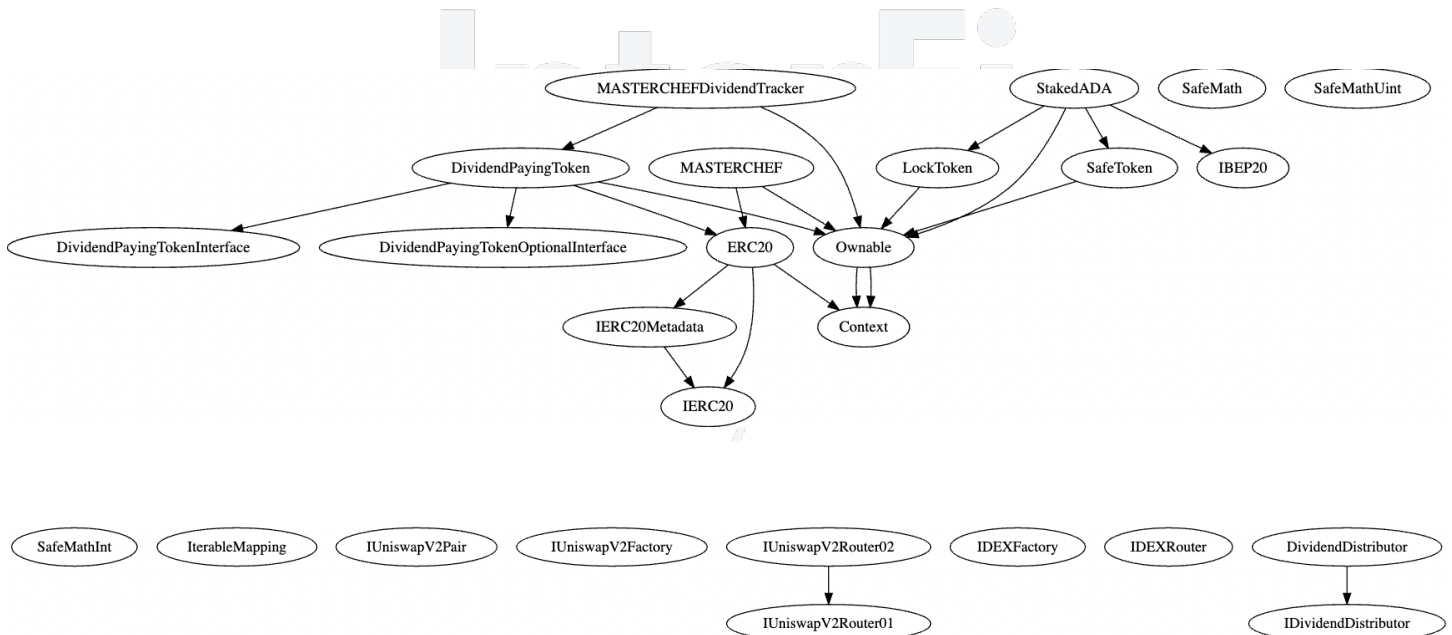 MASTERCHEFDividendTracker
StakedADA
SafeMath
SafeMathUint
DividendPayingToken
MASTERCHEF
LockToken
SafeToken
IBEP20
DividendPayingTokenInterface
DividendPayingTokenOptionalInterface
ERC20
Ownable
IERC20Metadata
Context
IERC20
SafeMathInt
IterableMapping
IUniswapV2Pair
IUniswapV2Factory
IUniswapV2Router02
IDEXFactory
IDEXRouter
DividendDistributor
IUniswapV2Router01
IDividendDistributor